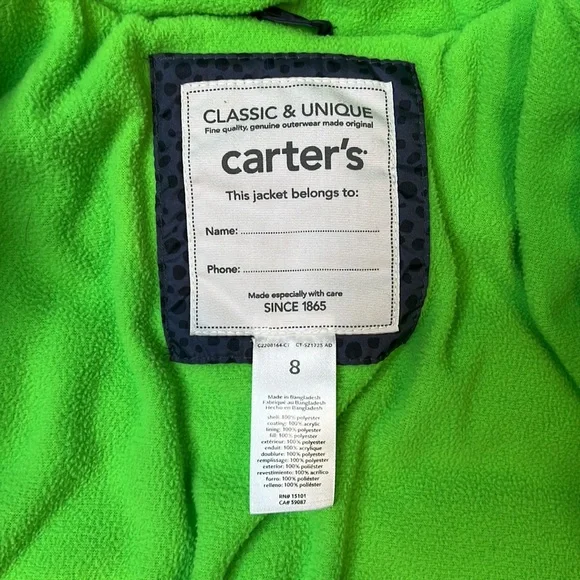 CLASSIC & UNIQUE
Fine quality, genuine outerwear made original
carter's
This jacket belongs to:
Name:
Phone:
Made especially with care
SINCE 1865
8
Made in Bangladesh
Fabriqué au Bangladesh
Hecho en Bangladesh
shell: 100% polyester
coating: 100% acrylic
lining: 100% polyester
fill: 100% polyester
extérieur: 100% polyester
enduit: 100% acrylique
doublure: 100% polyester
rempissage: 100% polyester
exterior: 100% poliéster
revestimiento: 100% acrílico
forro: 100% poliéster
relleno: 100% poliéster
RN# 15101
CA# 59087